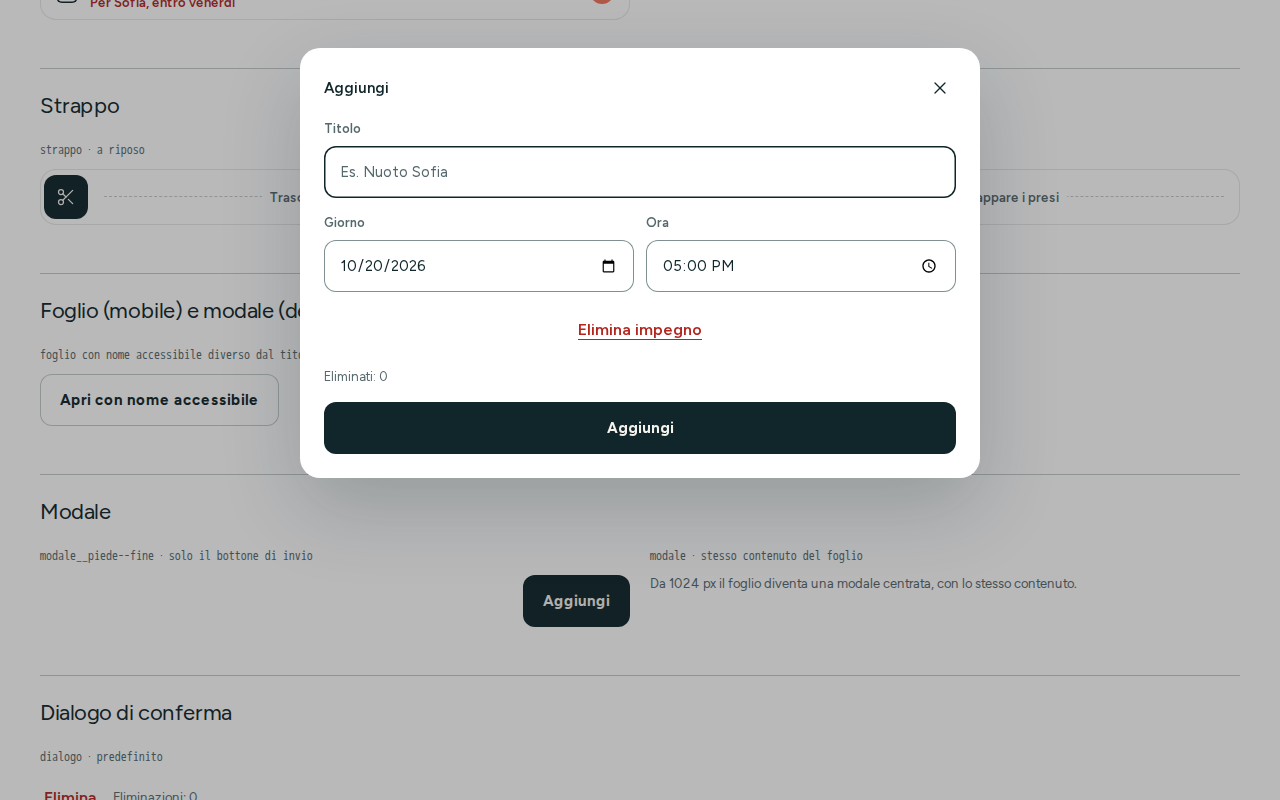 Per Sofia, entro venerdì
Aggiungi
Titolo
Es. Nuoto Sofia
Giorno
Ora
10/20/2026
05:00 PM
Elimina impegno
Eliminati: 0
Aggiungi
Strappo
strappo · a riposo
Foglio (mobile) e modale
foglio con nome accessibile diverso dal
Apri con nome accessibile
Modale
modale__piede--fine · solo il bottone di invio
Aggiungi
modale · stesso contenuto del foglio
Da 1024 px il foglio diventa una modale centrata, con lo stesso contenuto.
Dialogo di conferma
dialogo · predefinito
Elimina
Eliminazioni: 0
i presi